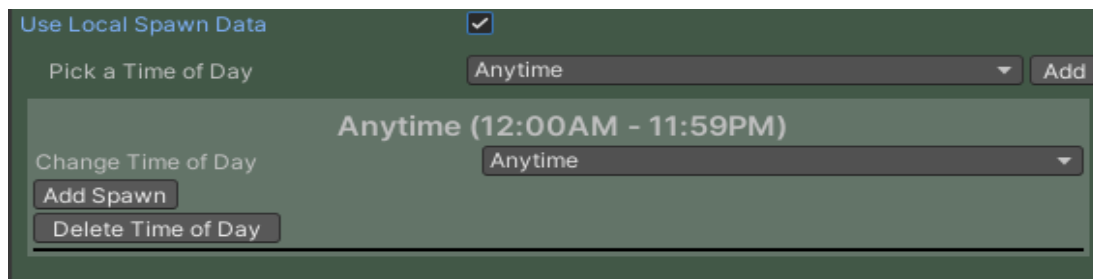 Use Local Spawn Data
Pick a Time of Day Anytime Add
Anytime (12:00AM - 11:59PM)
Change Time of Day Anytime
Add Spawn
Delete Time of Day